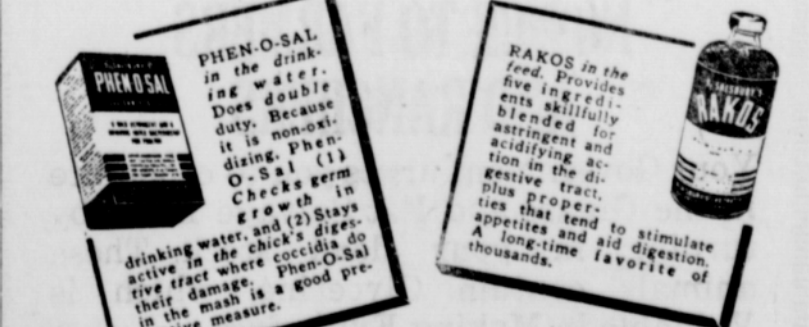 PHEN-O-SAL
PHEN-O-SAL
in the drink-
ing water.
Does double
duty. Because
it is non-oxi-
dizing, Phen-
O-Sal (1)
Checks germ
growth in
drinking water, and (2) Stays
active in the chick's diges-
tive tract where coccidia do
their damage. Phen-O-Sal
in the mash is a good pre-
measure.
RAKOS in the
feed. Provides
five ingredi-
ents skillfully
blended for
astringent and
acidifying ac-
tion in the di-
gestive tract,
plus proper-
ties that tend to stimulate
appetites and aid digestion.
A long-time favorite of
thousands.
SALSBURY'S
RAKOS